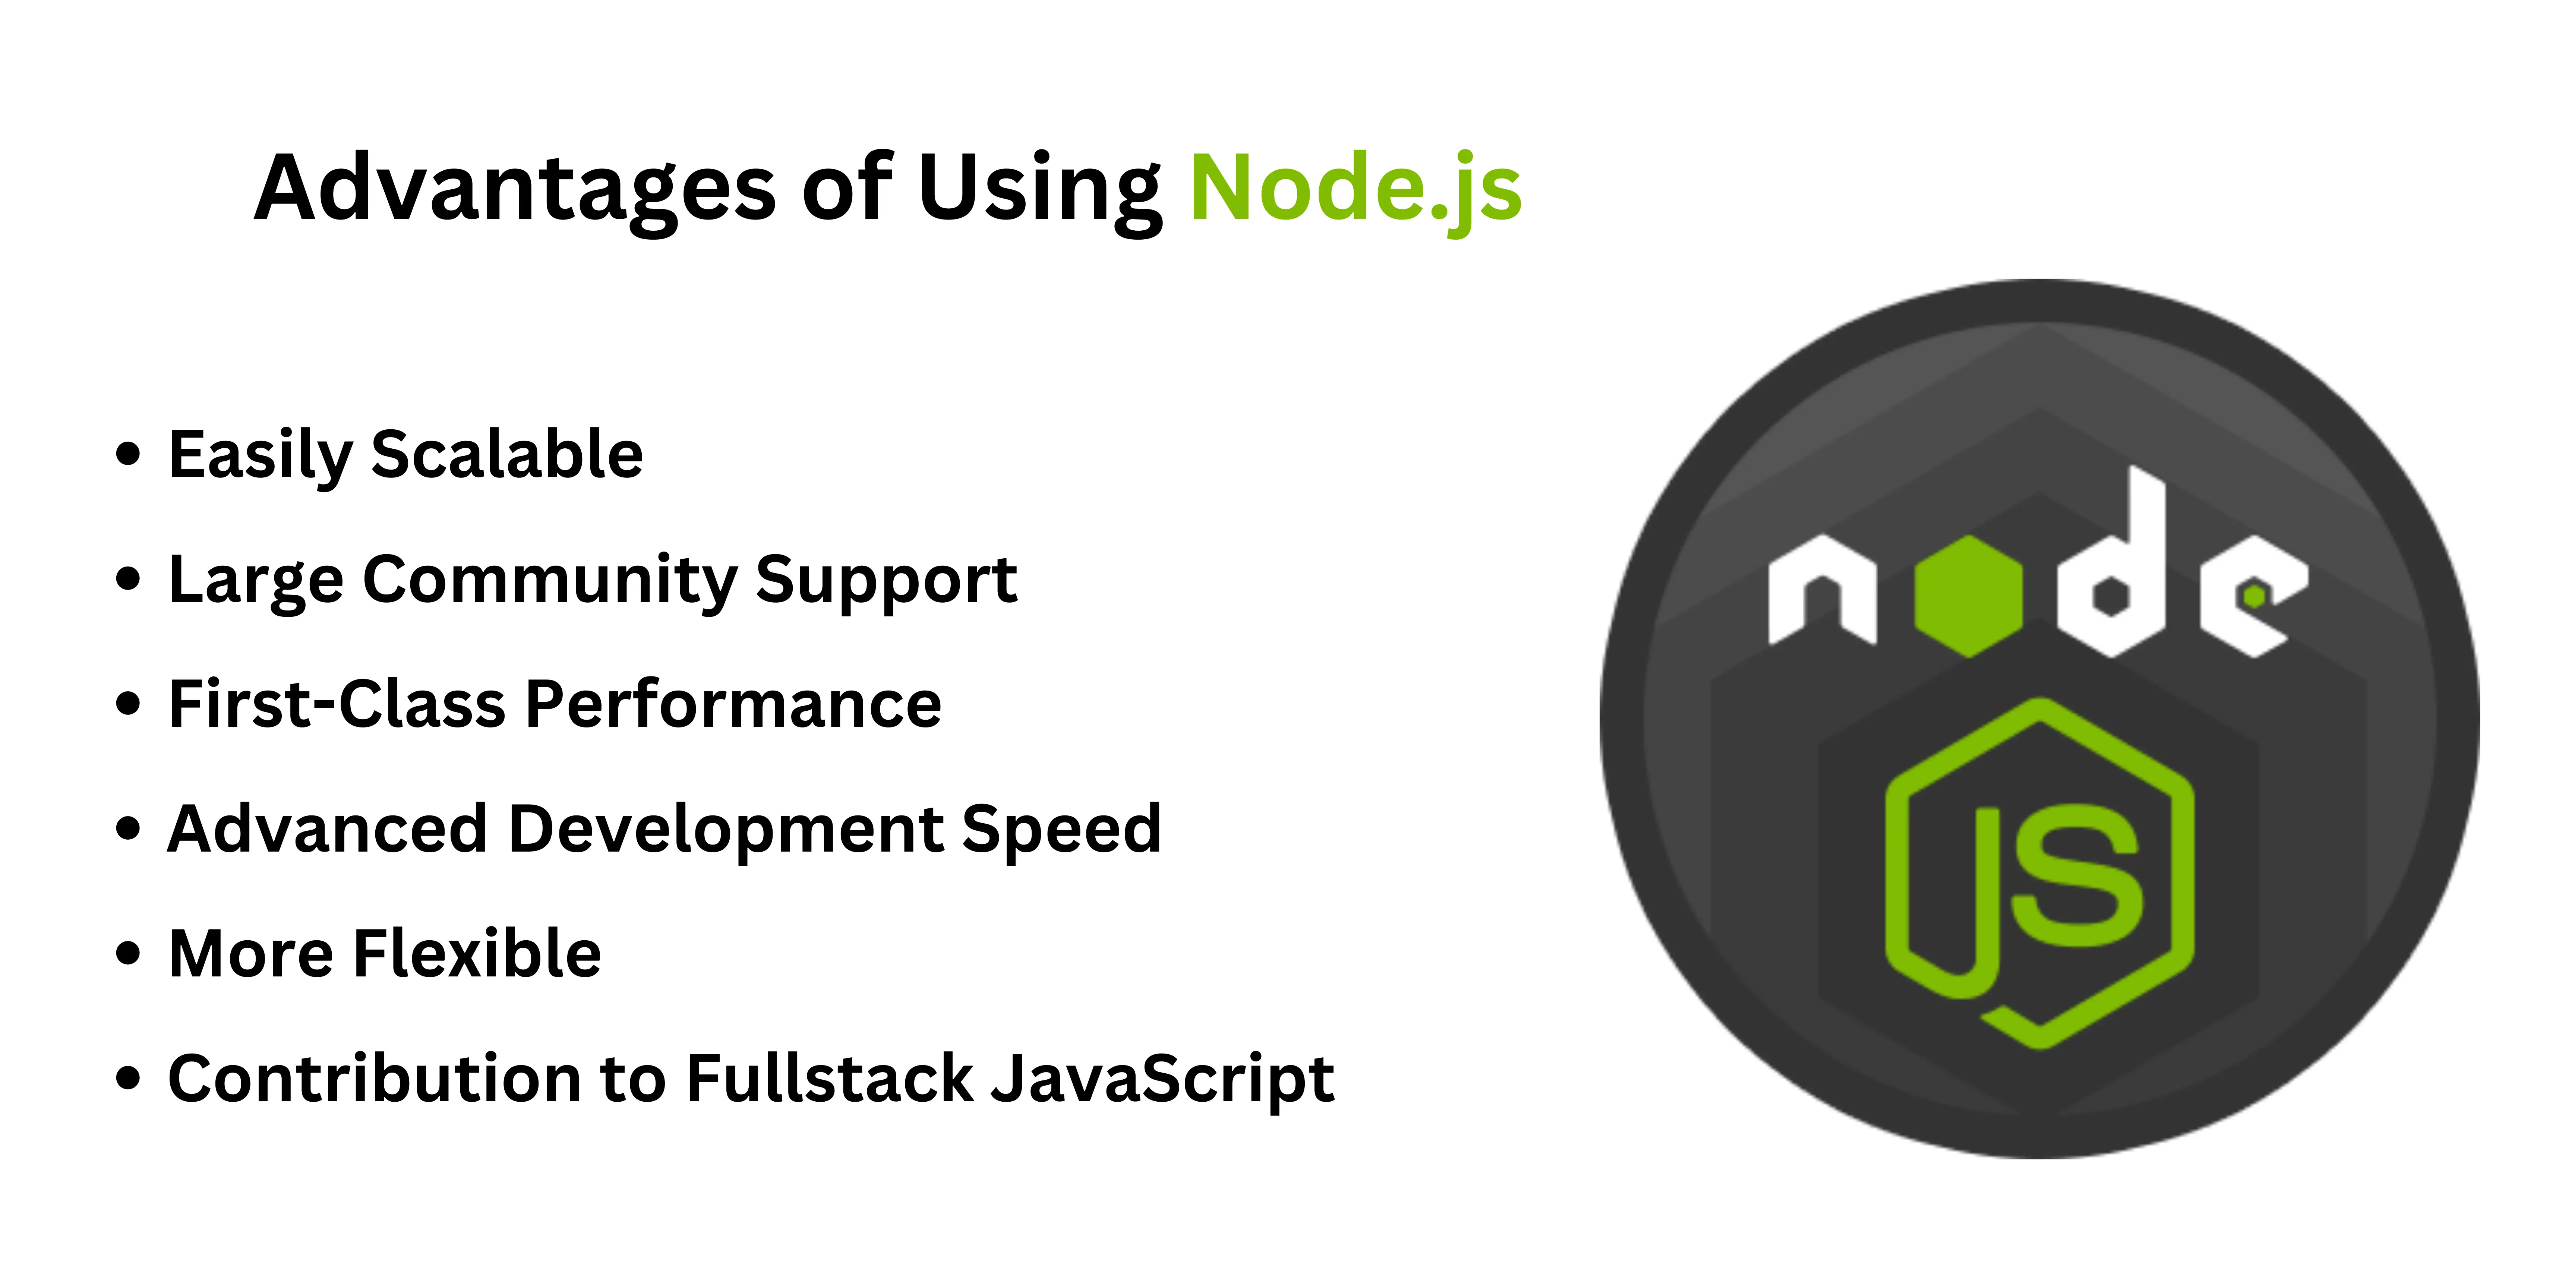 Advantages of Using Node.js
• Easily Scalable
• Large Community Support
• First-Class Performance
• Advanced Development Speed
• More Flexible
• Contribution to Fullstack JavaScript
node
JS